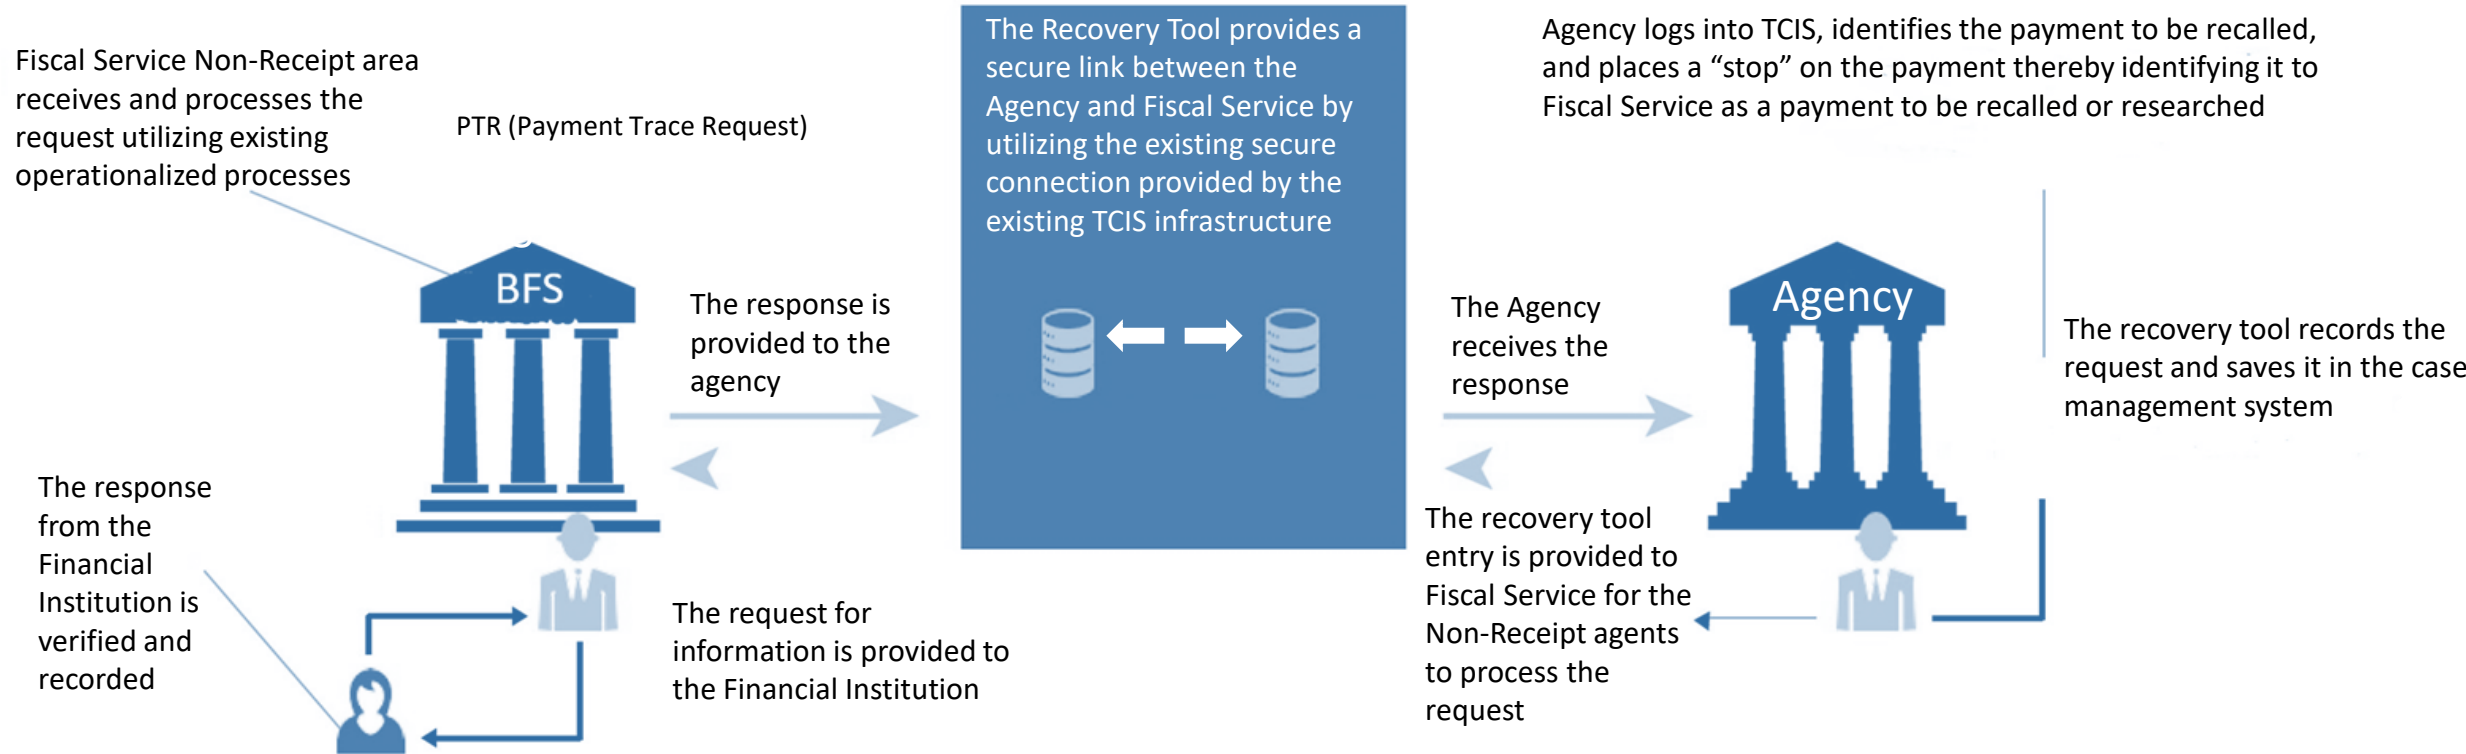 Fiscal Service Non-Receipt area
receives and processes the
request utilizing existing
operationalized processes
PTR (Payment Trace Request)
The Recovery Tool provides a
secure link between the
Agency and Fiscal Service by
utilizing the existing secure
connection provided by the
existing TCIS infrastructure
Agency logs into TCIS, identifies the payment to be recalled,
and places a “stop” on the payment thereby identifying it to
Fiscal Service as a payment to be recalled or researched
BFS
The response is
provided to the
agency
The Agency
receives the
response
Agency
The recovery tool records the
request and saves it in the case
management system
The response
from the
Financial
Institution is
verified and
recorded
The request for
information is provided to
the Financial Institution
The recovery tool
entry is provided to
Fiscal Service for the
Non-Receipt agents
to process the
request